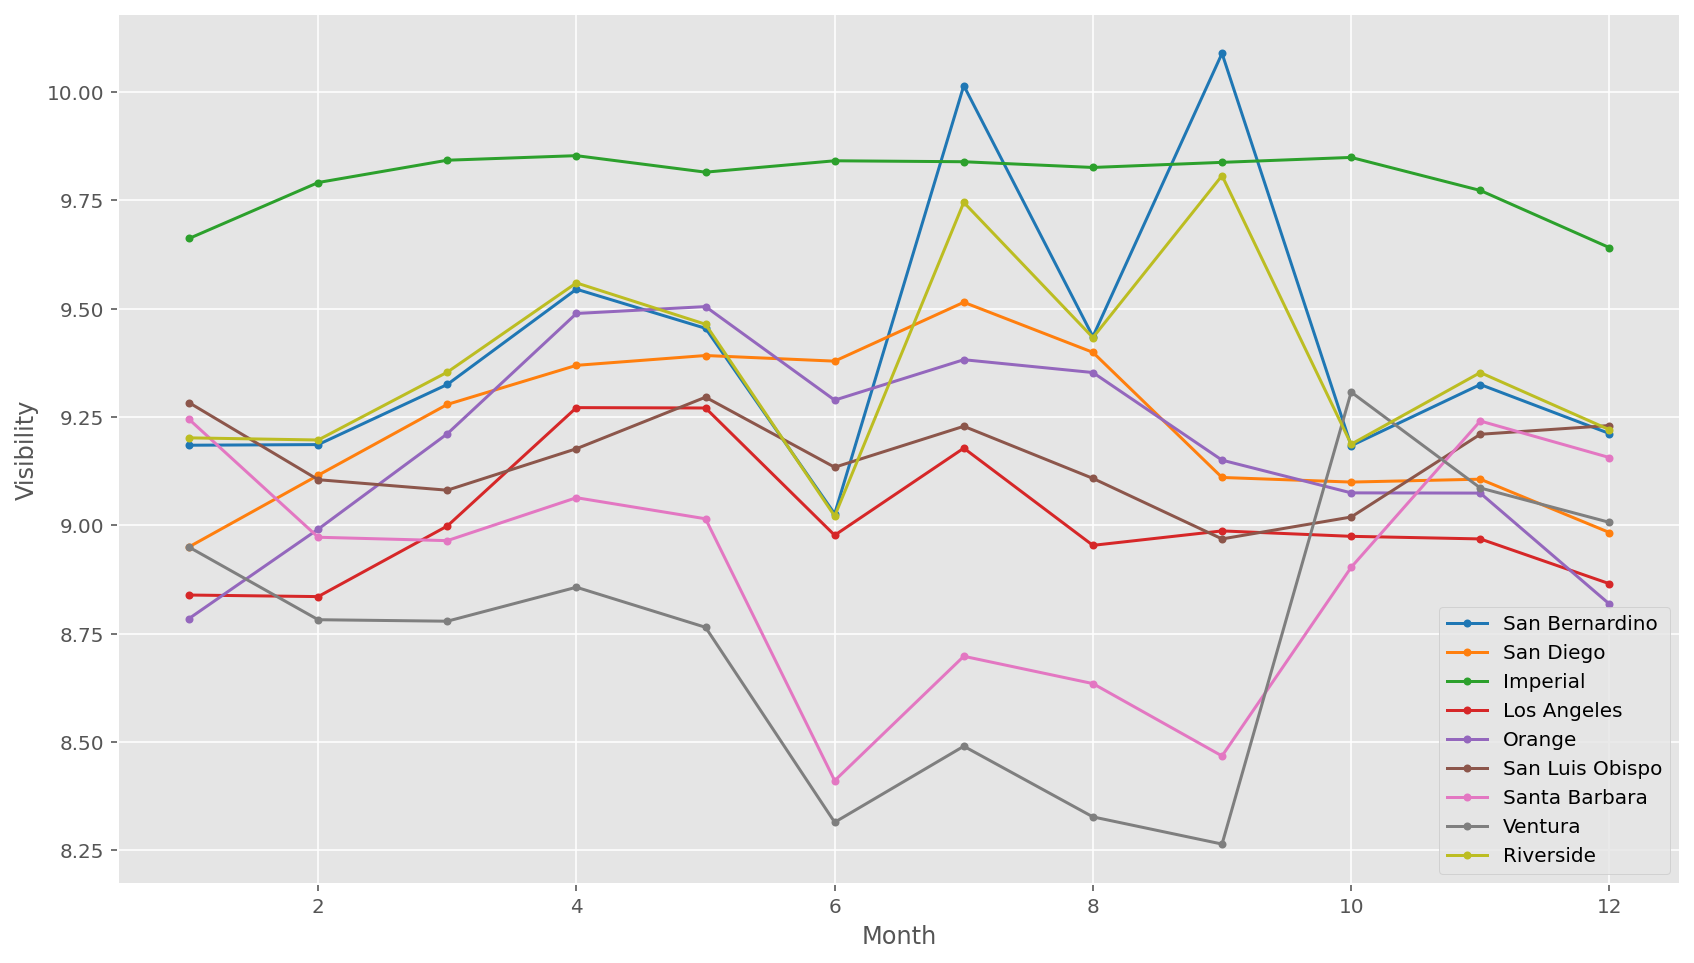 10.00
9.75
9.50
9.25
9.00
8.75
8.50
8.25
Visibility
2 4 6 8 10 12
Month
San Bernardino
San Diego
Imperial
Los Angeles
Orange
San Luis Obispo
Santa Barbara
Ventura
Riverside